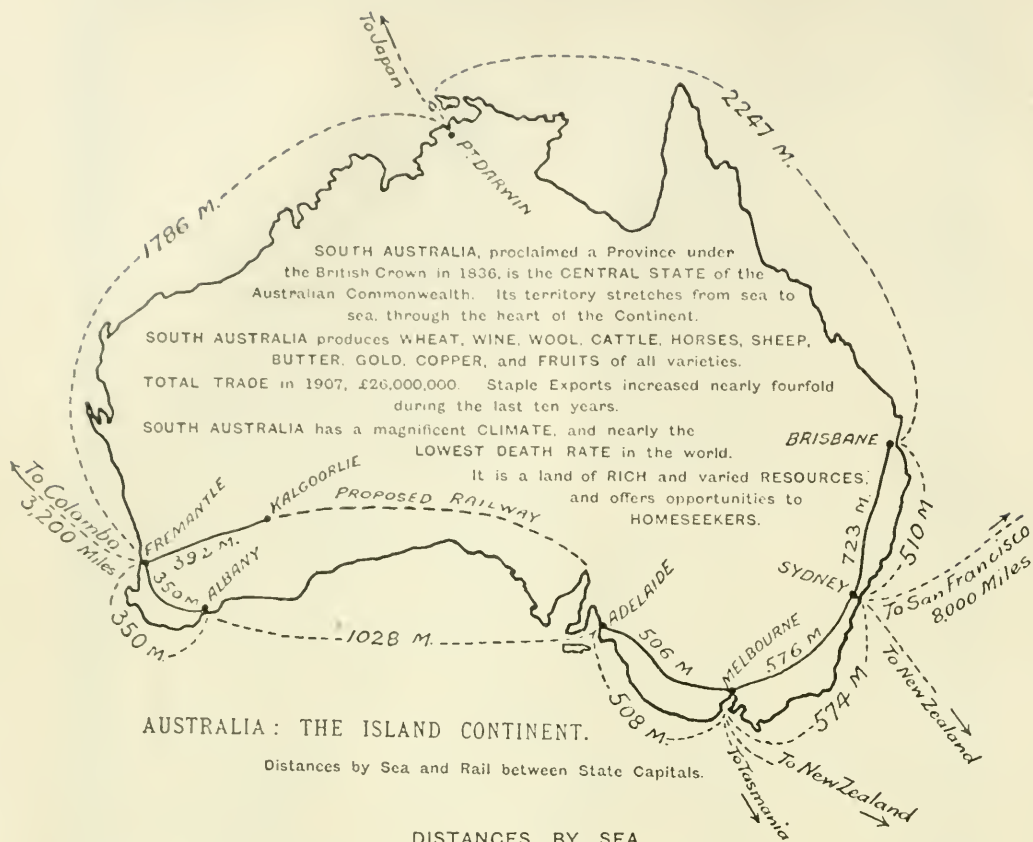 To Japan
2247 M.
PT. DARWIN
1786 M.
SOUTH AUSTRALIA, proclaimed a Province under
the British Crown in 1836, is the CENTRAL STATE of the
Australian Commonwealth. Its territory stretches from sea to
sea, through the heart of the Continent.
SOUTH AUSTRALIA produces WHEAT, WINE, WOOL, CATTLE, HORSES, SHEEP,
BUTTER, GOLD, COPPER, and FRUITS of all varieties.
TOTAL TRADE in 1907, £26,000,000. Staple Exports increased nearly fourfold
during the last ten years.
SOUTH AUSTRALIA has a magnificent CLIMATE, and nearly the
LOWEST DEATH RATE in the world.
It is a land of RICH and varied RESOURCES,
and offers opportunities to
HOMESEEKERS.
BRISBANE
To Colambo
3,200 Miles
FREMANTLE
KALGOORLIE
PROPOSED RAILWAY
392 M.
350 M
ALBANY
350 M.
1028 M.
ADELAIDE
506 M
MELBOURNE
576 M
SYDNEY
723 M.
510 M
To San Francisco
8,000 Miles
To New Zealand
574 M
508 M.
To Tasmania
To New Zealand
AUSTRALIA: THE ISLAND CONTINENT.
Distances by Sea and Rail between State Capitals.
DISTANCES BY SEA